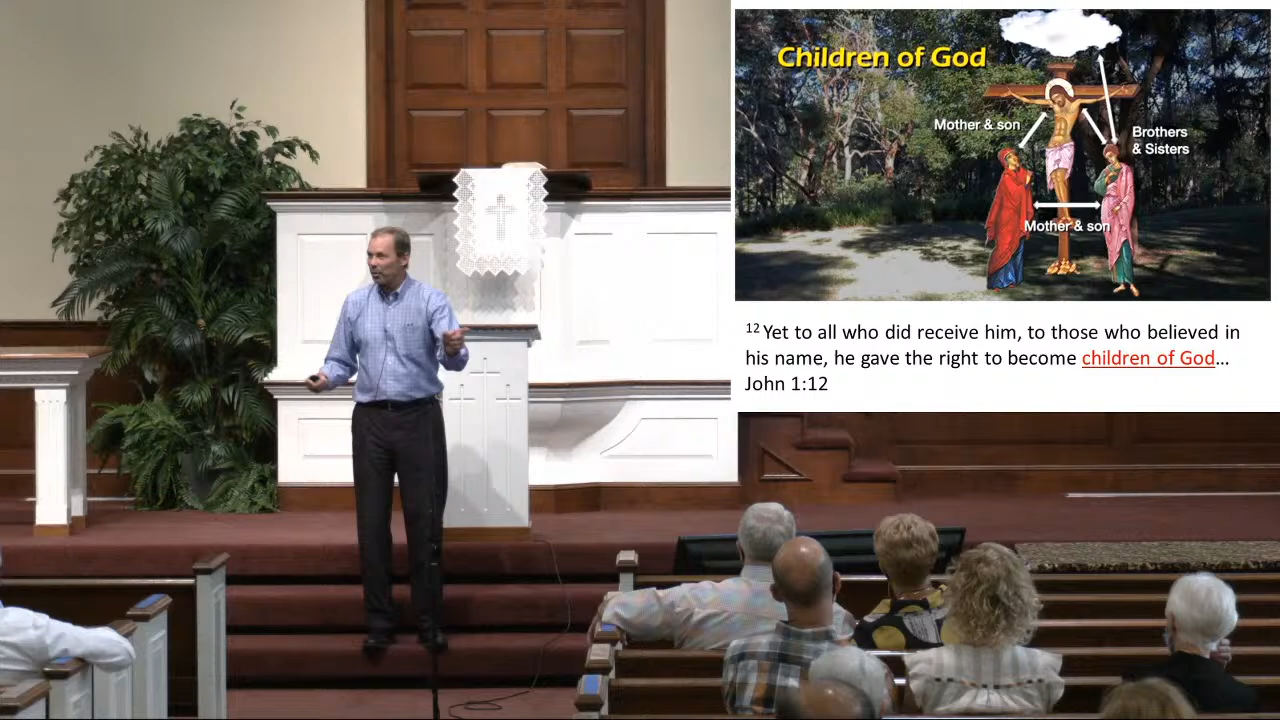 Children of God
Mother & son
Brothers
& Sisters
Mother & son
12 Yet to all who did receive him, to those who believed in
his name, he gave the right to become children of God…
John 1:12